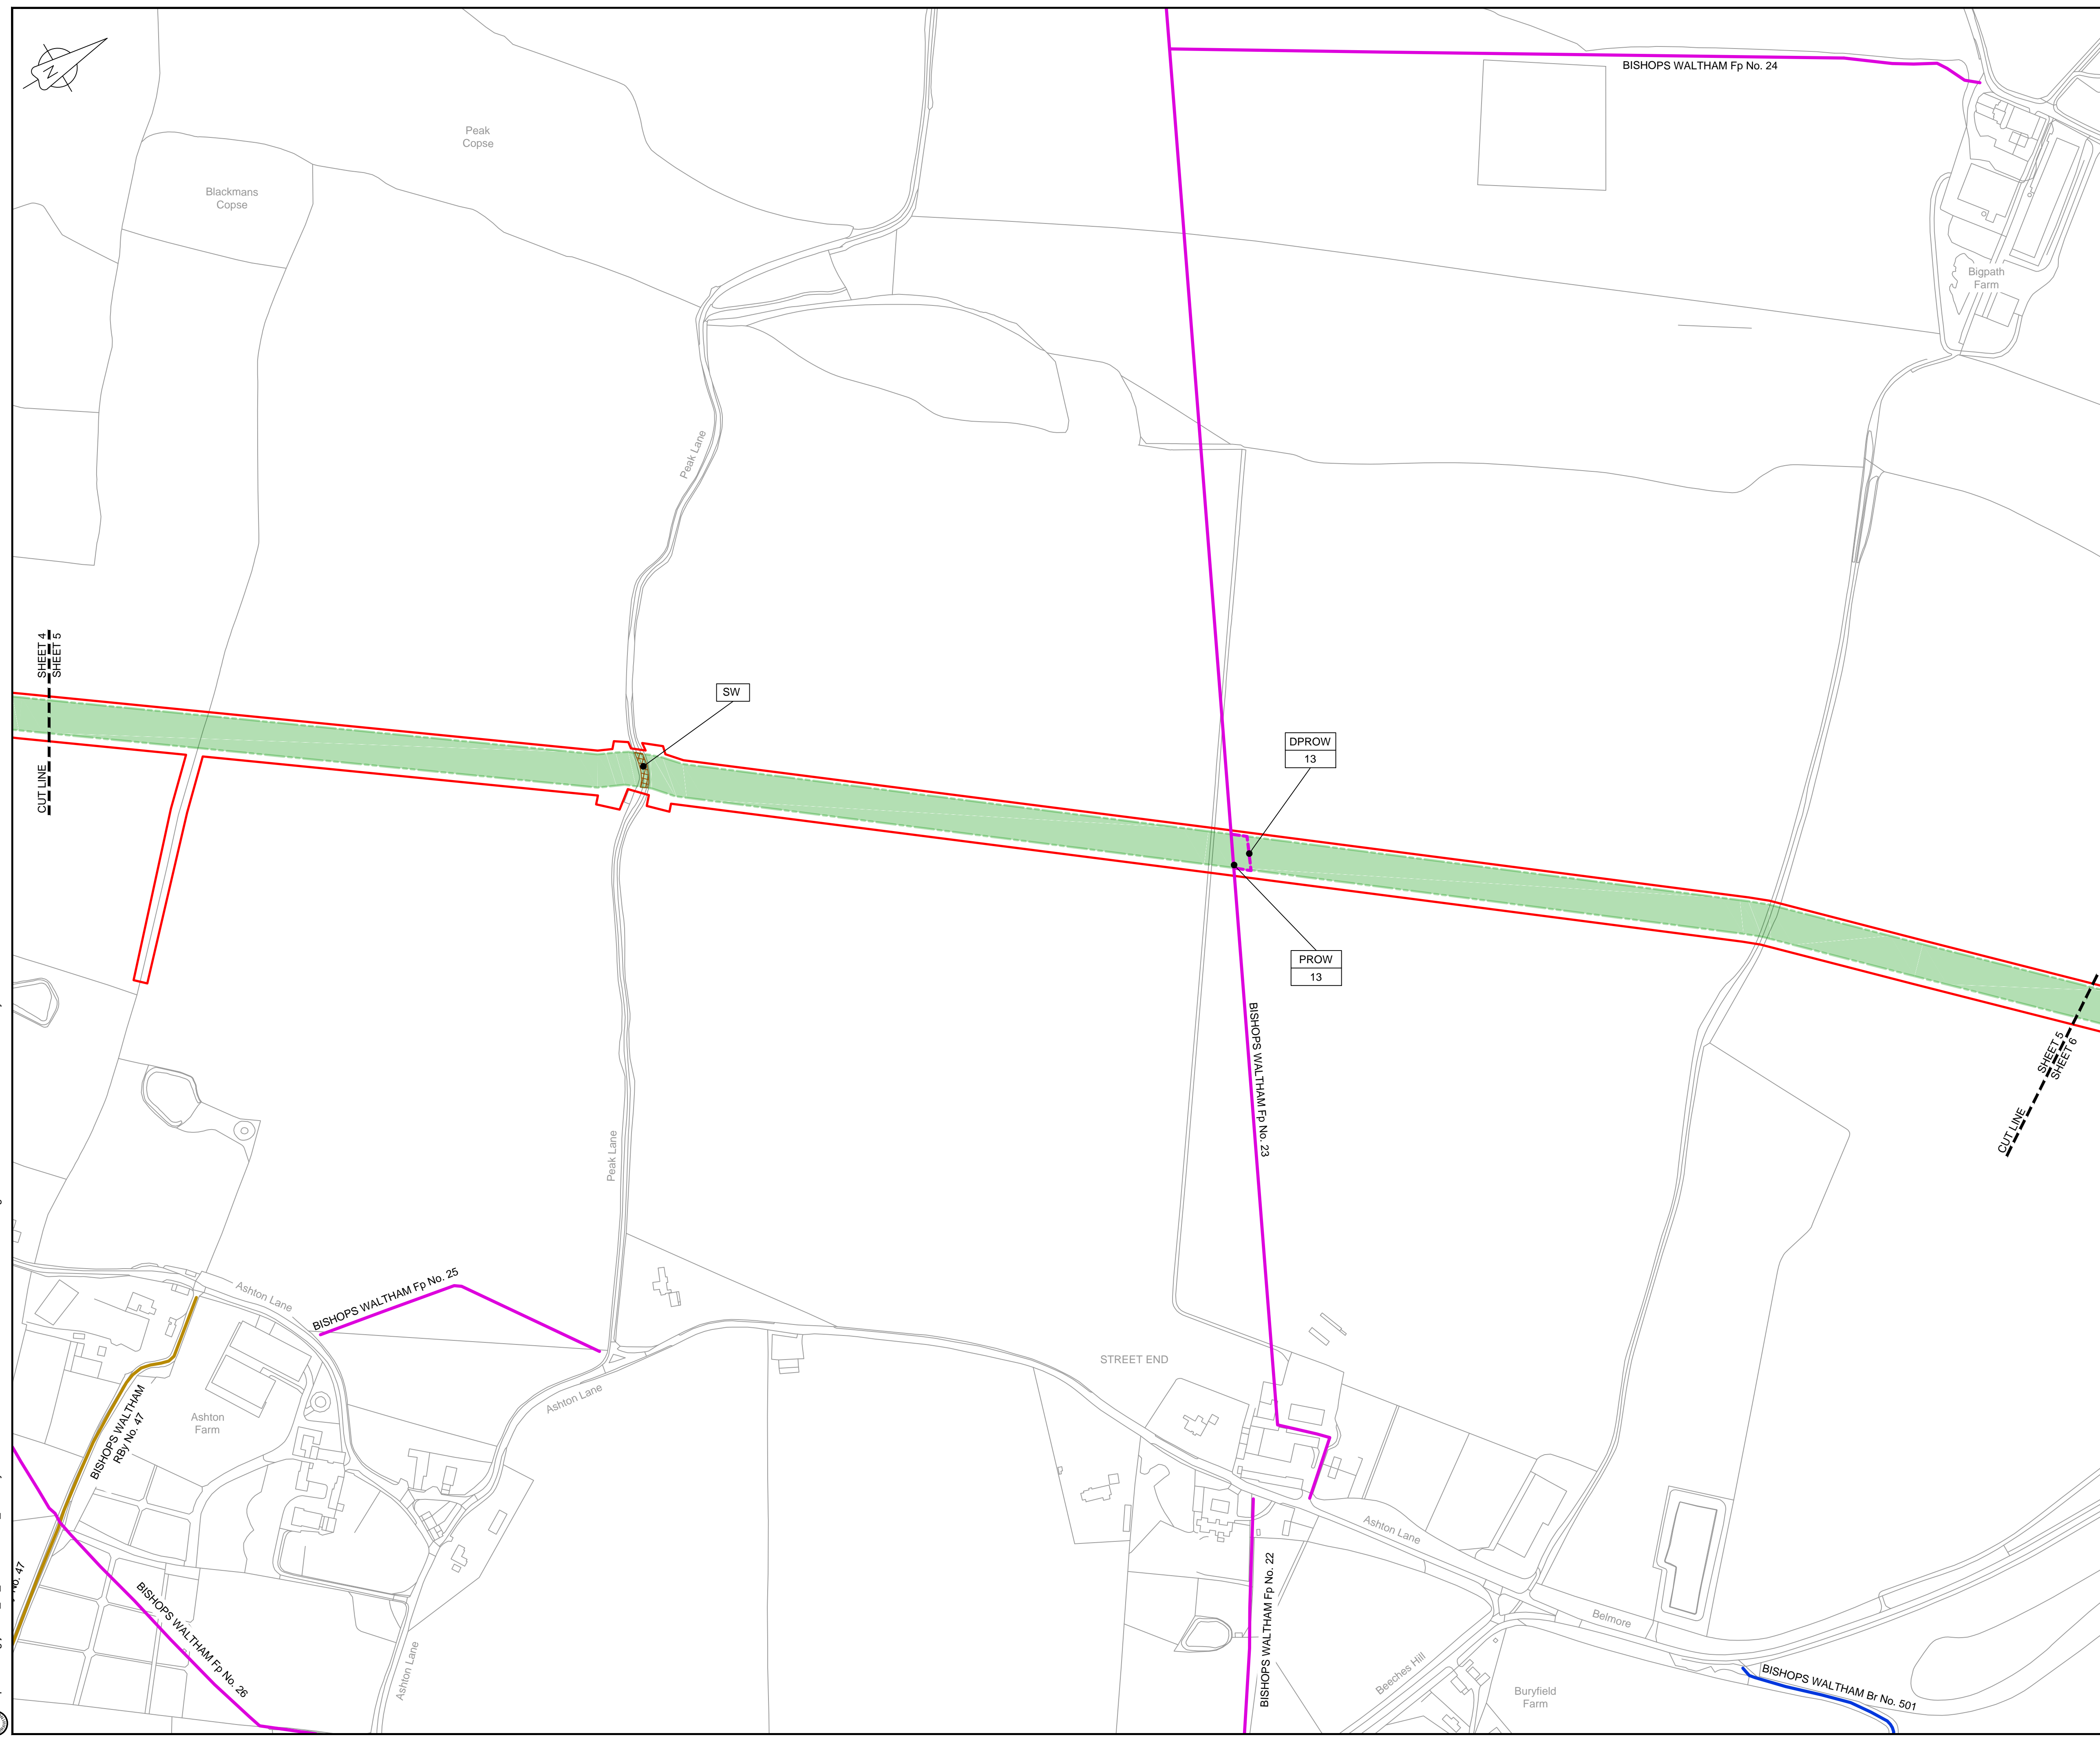 N
BISHOPS WALTHAM Fp No. 24
Peak
Copse
Blackmans
Copse
Bigpath
Farm
Peak Lane
SHEET 4
SHEET 5
CUT LINE
SW
DPROW
13
PROW
13
BISHOPS WALTHAM Fp No. 23
SHEET 5
SHEET 6
CUT LINE
Peak Lane
Ashton Lane
BISHOPS WALTHAM Fp No. 25
STREET END
Ashton Lane
BISHOPS WALTHAM
RBy No. 47
Ashton
Farm
Ashton Lane
No. 47
BISHOPS WALTHAM Fp No. 26
Ashton Lane
BISHOPS WALTHAM Fp No. 22
Belmore
Beeches Hill
Buryfield
Farm
BISHOPS WALTHAM Br No. 501